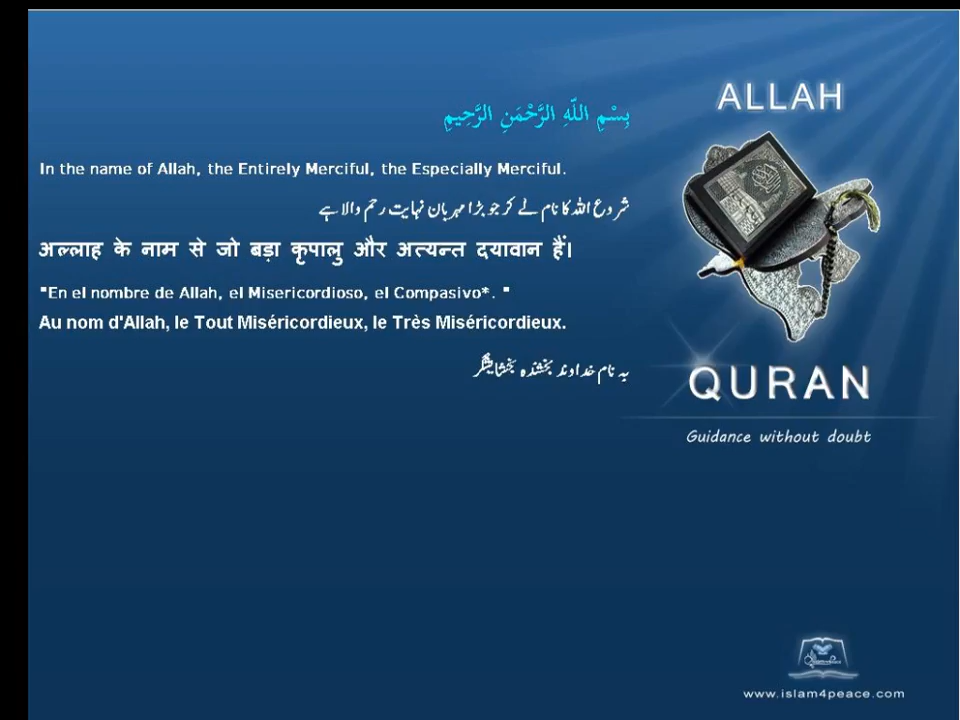 بِسْمِ اللَّهِ الرَّحْمَنِ الرَّحِيمِ
In the name of Allah, the Entirely Merciful, the Especially Merciful.
شروع الله کا نام لے کر جو بڑا مہربان نہایت رحم والا ہے
अल्लाह के नाम से जो बड़ा कृपालु और अत्यन्त दयावान हैं।
"En el nombre de Allah, el Misericordioso, el Compasivo*. "
Au nom d'Allah, le Tout Miséricordieux, le Très Miséricordieux.
به نام خداوند بخشنده بخشایشگر
ALLAH
QURAN
Guidance without doubt
www.islam4peace.com